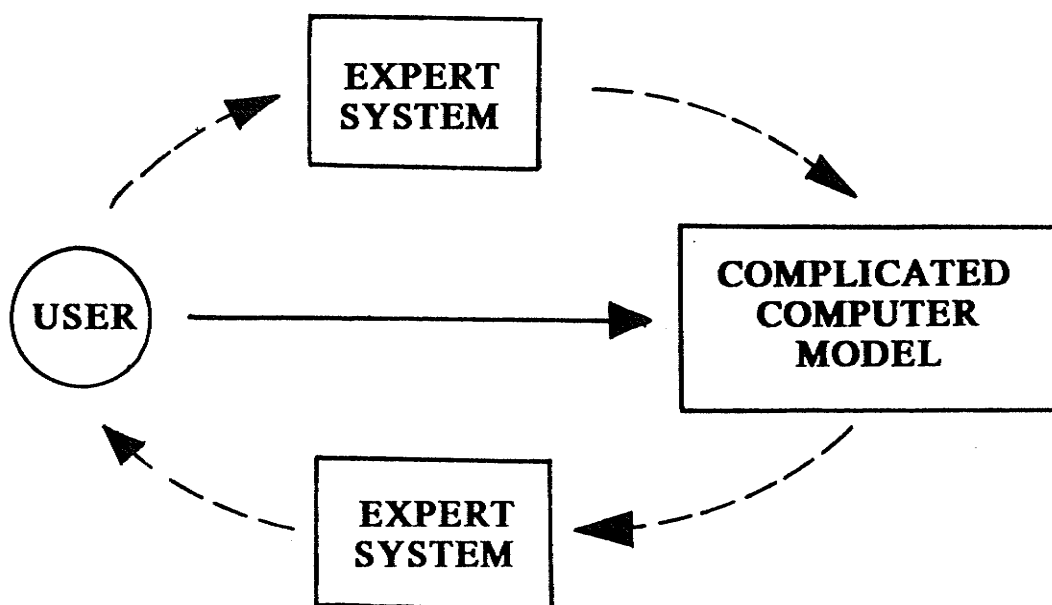 EXPERT
SYSTEM
USER
COMPLICATED
COMPUTER
MODEL
EXPERT
SYSTEM